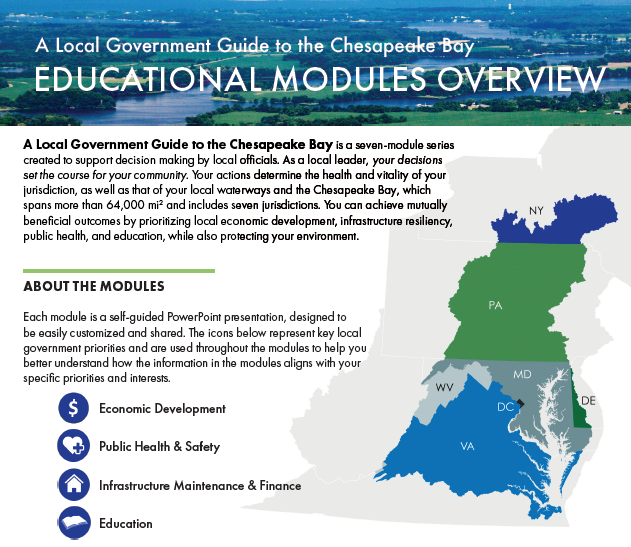 A Local Government Guide to the Chesapeake Bay
EDUCATIONAL MODULES OVERVIEW
A Local Government Guide to the Chesapeake Bay is a seven-module series
created to support decision making by local officials. As a local leader, your decisions
set the course for your community. Your actions determine the health and vitality of your
jurisdiction, as well as that of your local waterways and the Chesapeake Bay, which
spans more than 64,000 mi² and includes seven jurisdictions. You can achieve mutually
beneficial outcomes by prioritizing local economic development, infrastructure resiliency,
public health, and education, while also protecting your environment.
ABOUT THE MODULES
Each module is a self-guided PowerPoint presentation, designed to
be easily customized and shared. The icons below represent key local
government priorities and are used throughout the modules to help you
better understand how the information in the modules aligns with your
specific priorities and interests.
$ Economic Development
Public Health & Safety
Infrastructure Maintenance & Finance
Education
NY
PA
MD
WV
DE
DC
VA